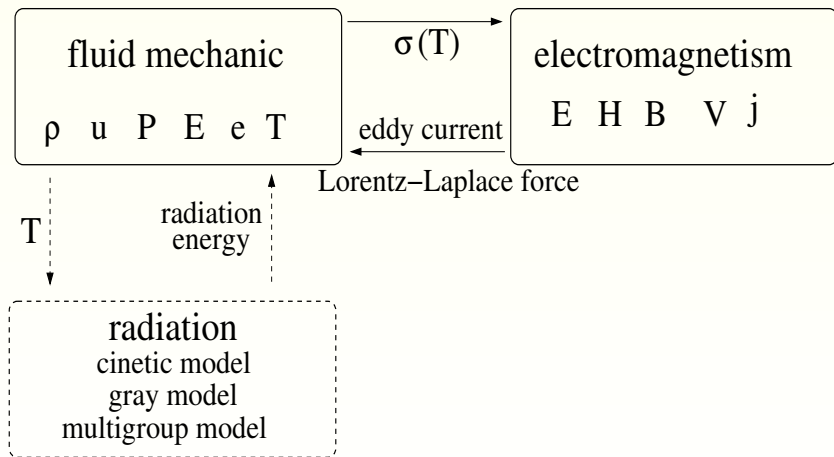 fluid mechanic
ρ u P E e T
σ(T)
electromagnetism
E H B V j
eddy current
Lorentz–Laplace force
T
radiation
energy
radiation
cinetic model
gray model
multigroup model